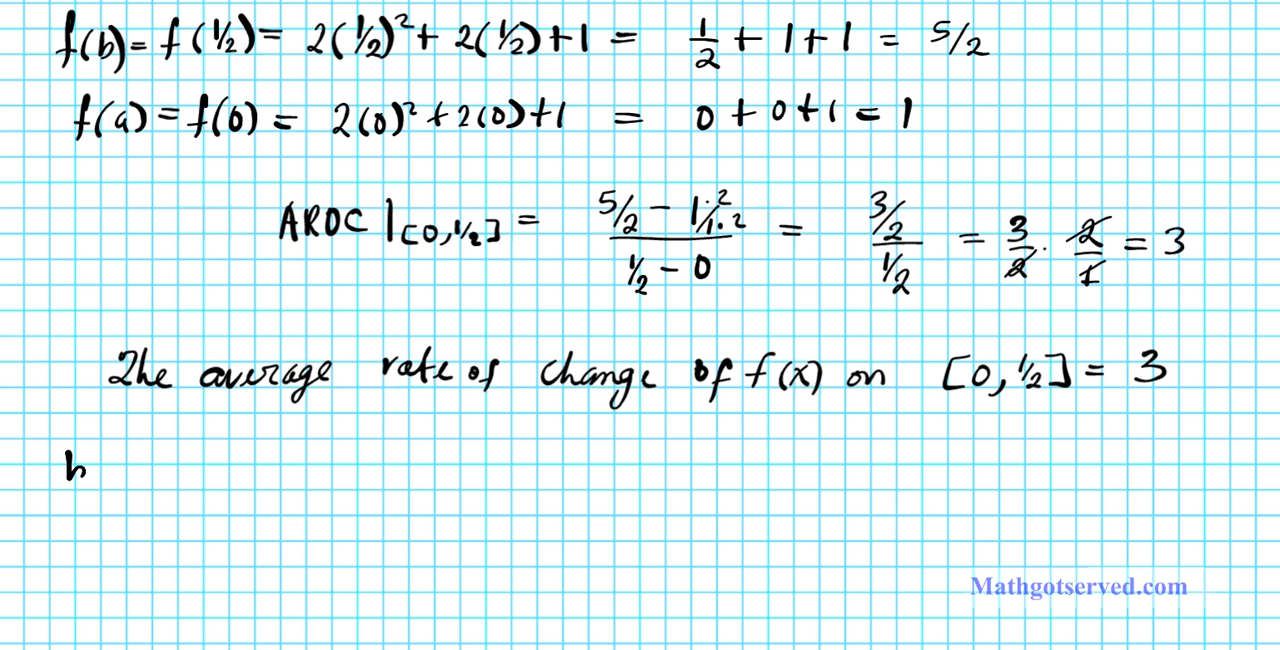 f(b) = f(1/2) = 2(1/2)² + 2(1/2) + 1 = 1/2 + 1 + 1 = 5/2
f(a) = f(0) = 2(0)² + 2(0) + 1 = 0 + 0 + 1 = 1
AROC |[0,1/2] = (5/2 - 1/1·2/2)/(1/2 - 0) = (3/2)/(1/2) = 3/2 · 2/1 = 3
The average rate of change of f(x) on [0, 1/2] = 3
b
Mathgotserved.com